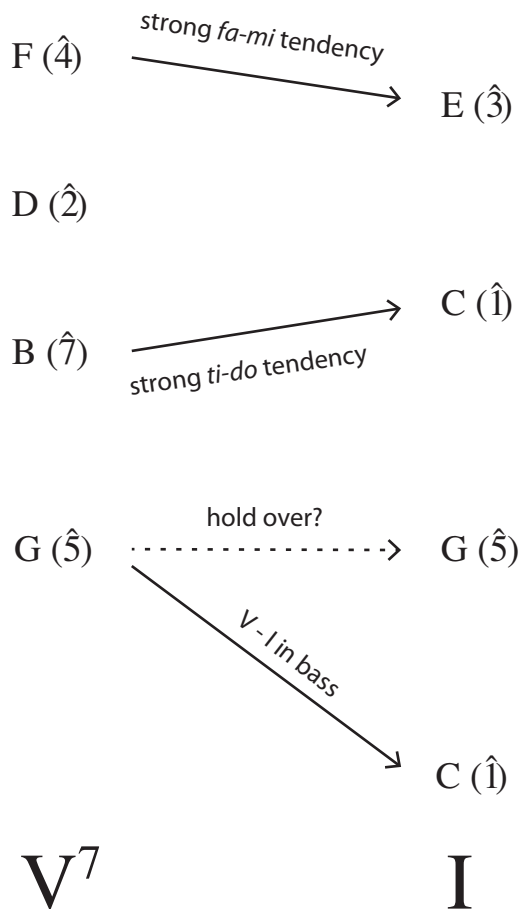 strong fa-mi tendency
F (4̂)
E (3̂)
D (2̂)
C (1̂)
B (7̂)
strong ti-do tendency
hold over?
G (5̂)
G (5̂)
V - I in bass
C (1̂)
V⁷
I